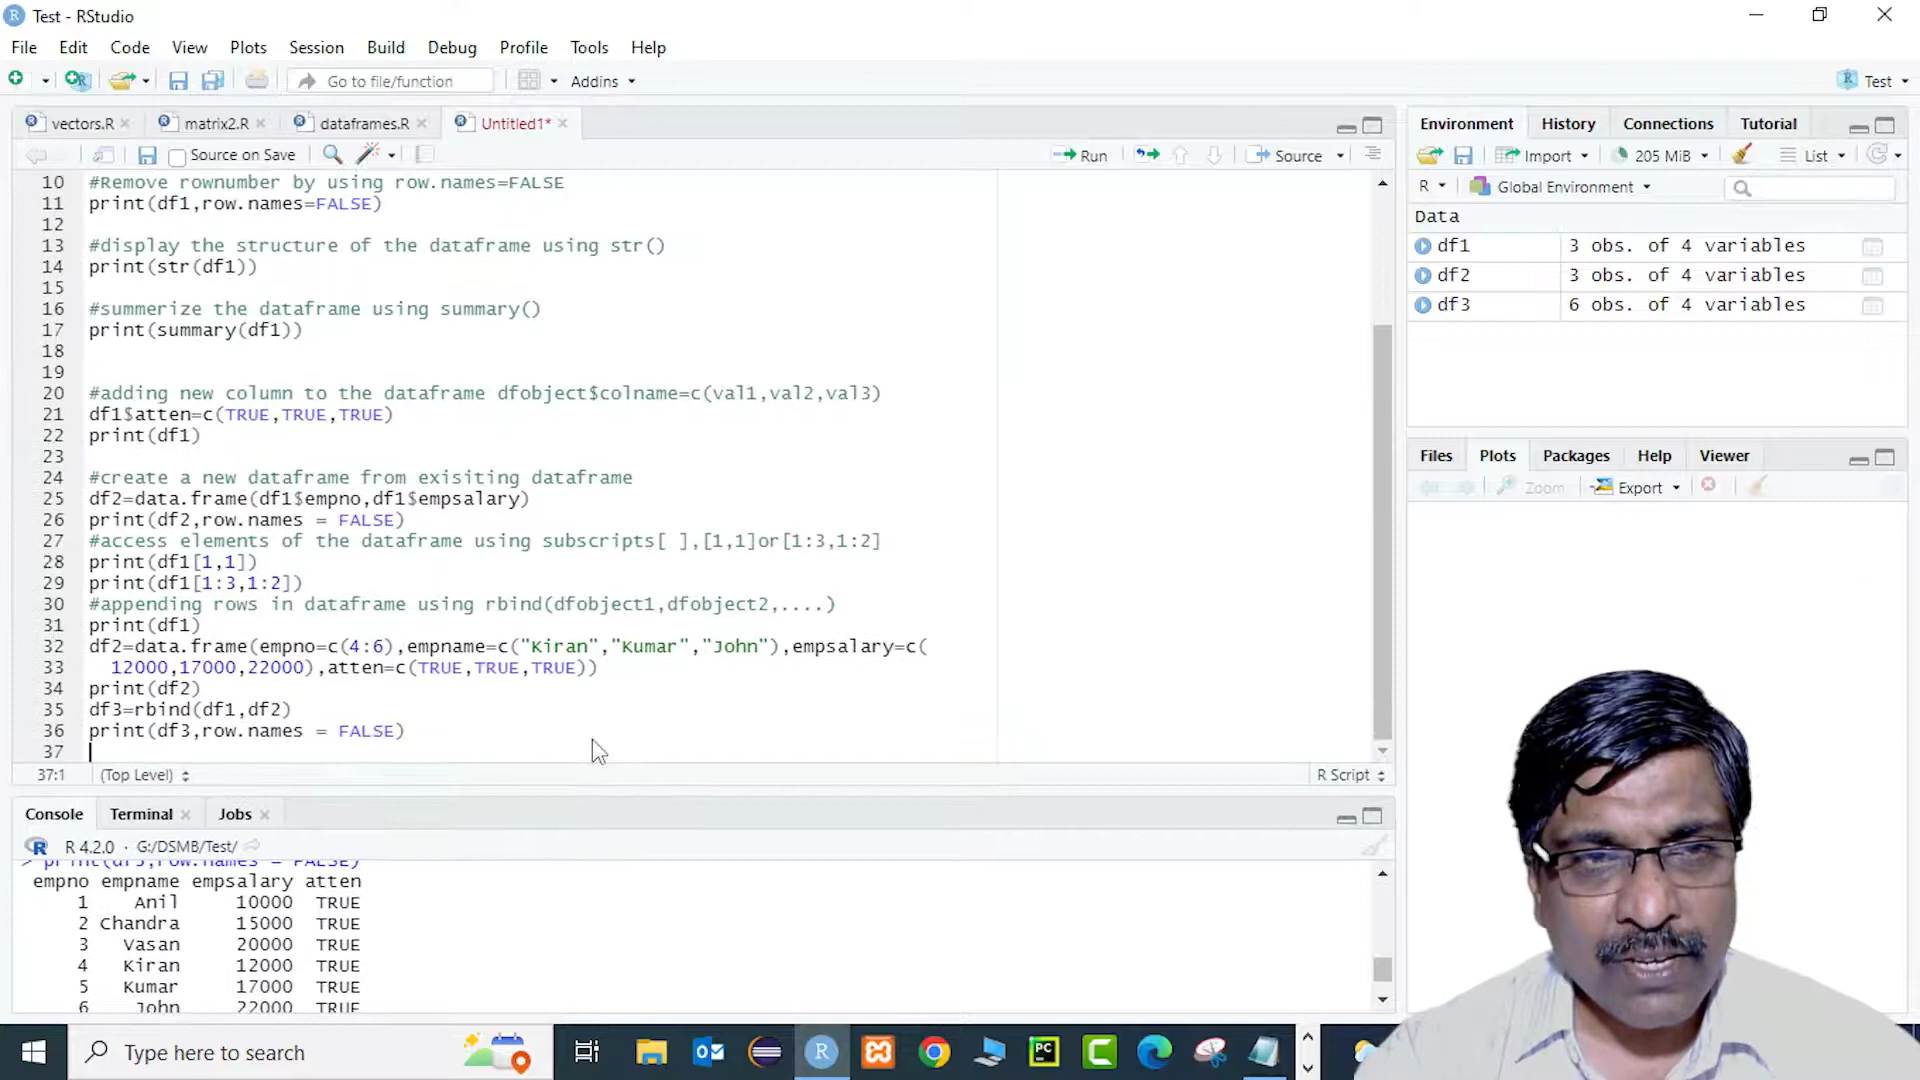 Test - RStudio
File Edit Code View Plots Session Build Debug Profile Tools Help
Go to file/function Addins Test
vectors.R matrix2.R dataframes.R Untitled1*
Source on Save Run Source
10 #Remove rownumber by using row.names=FALSE
11 print(df1,row.names=FALSE)
12
13 #display the structure of the dataframe using str()
14 print(str(df1))
15
16 #summerize the dataframe using summary()
17 print(summary(df1))
18
19
20 #adding new column to the dataframe dfobject$colname=c(val1,val2,val3)
21 df1$atten=c(TRUE,TRUE,TRUE)
22 print(df1)
23
24 #create a new dataframe from exisiting dataframe
25 df2=data.frame(df1$empno,df1$empsalary)
26 print(df2,row.names = FALSE)
27 #access elements of the dataframe using subscripts[ ],[1,1]or[1:3,1:2]
28 print(df1[1,1])
29 print(df1[1:3,1:2])
30 #appending rows in dataframe using rbind(dfobject1,dfobject2,....)
31 print(df1)
32 df2=data.frame(empno=c(4:6),empname=c("Kiran","Kumar","John"),empsalary=c(
33 12000,17000,22000),atten=c(TRUE,TRUE,TRUE))
34 print(df2)
35 df3=rbind(df1,df2)
36 print(df3,row.names = FALSE)
37
37:1 (Top Level) R Script
Console Terminal Jobs
R 4.2.0 · G:/DSMB/Test/
> print(df3,row.names = FALSE)
empno empname empsalary atten
1 Anil 10000 TRUE
2 Chandra 15000 TRUE
3 Vasan 20000 TRUE
4 Kiran 12000 TRUE
5 Kumar 17000 TRUE
6 John 22000 TRUE
Environment History Connections Tutorial
Import 205 MiB List
R Global Environment
Data
df1 3 obs. of 4 variables
df2 3 obs. of 4 variables
df3 6 obs. of 4 variables
Files Plots Packages Help Viewer
Zoom Export
Type here to search